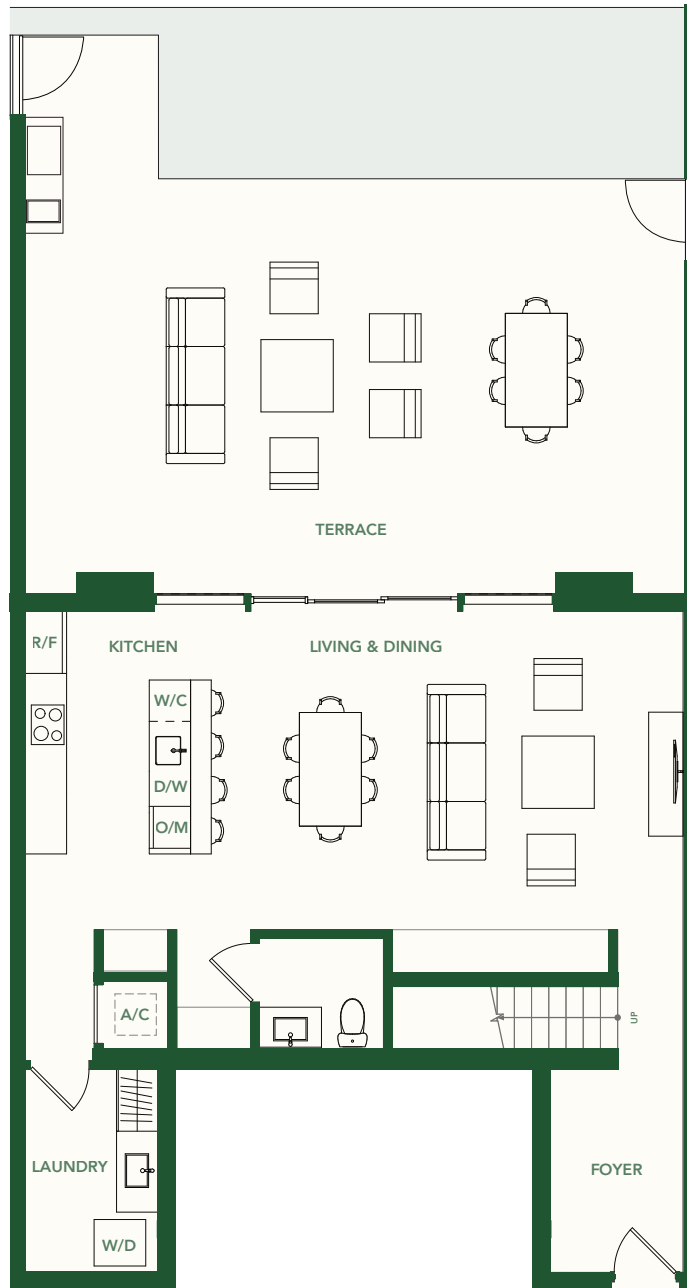 TERRACE
R/F
KITCHEN
LIVING & DINING
W/C
D/W
O/M
A/C
UP
LAUNDRY
FOYER
W/D